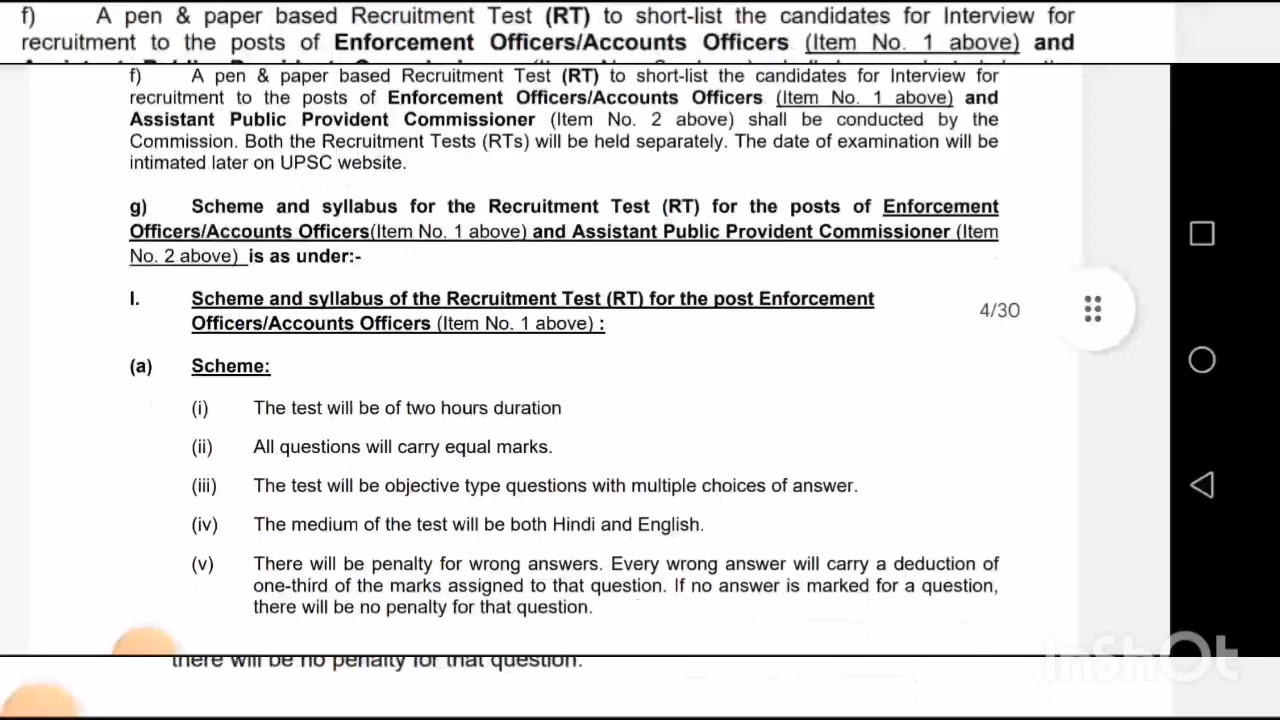 f) A pen & paper based Recruitment Test (RT) to short-list the candidates for Interview for
recruitment to the posts of Enforcement Officers/Accounts Officers (Item No. 1 above) and
f) A pen & paper based Recruitment Test (RT) to short-list the candidates for Interview for
recruitment to the posts of Enforcement Officers/Accounts Officers (Item No. 1 above) and
Assistant Public Provident Commissioner (Item No. 2 above) shall be conducted by the
Commission. Both the Recruitment Tests (RTs) will be held separately. The date of examination will be
intimated later on UPSC website.
g) Scheme and syllabus for the Recruitment Test (RT) for the posts of Enforcement
Officers/Accounts Officers(Item No. 1 above) and Assistant Public Provident Commissioner (Item
No. 2 above) is as under:-
I. Scheme and syllabus of the Recruitment Test (RT) for the post Enforcement
Officers/Accounts Officers (Item No. 1 above) :
4/30
(a) Scheme:
(i) The test will be of two hours duration
(ii) All questions will carry equal marks.
(iii) The test will be objective type questions with multiple choices of answer.
(iv) The medium of the test will be both Hindi and English.
(v) There will be penalty for wrong answers. Every wrong answer will carry a deduction of
one-third of the marks assigned to that question. If no answer is marked for a question,
there will be no penalty for that question.
there will be no penalty for that question.
InShOt